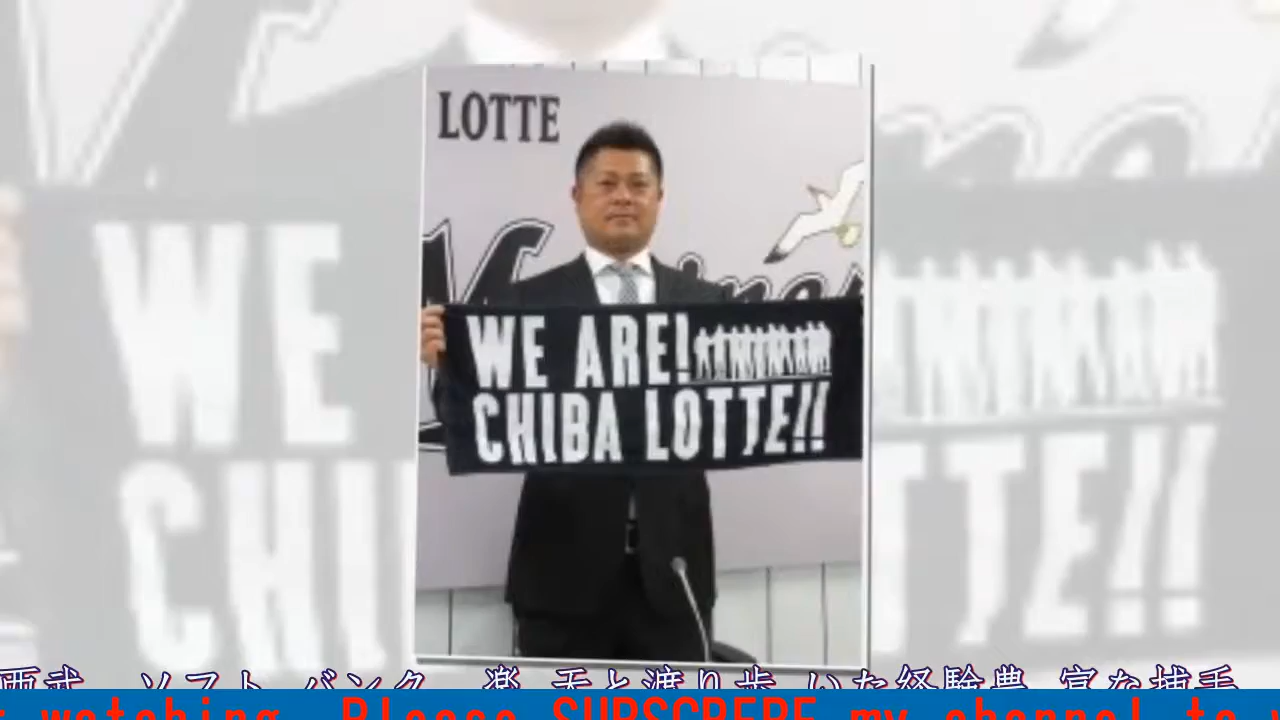 LOTTE
WE ARE!
CHIBA LOTTE!!
西武 ソフト バンク 楽 天と渡り歩 いた経験豊 富な捕手
watching. Please SUBSCREBE my channel to